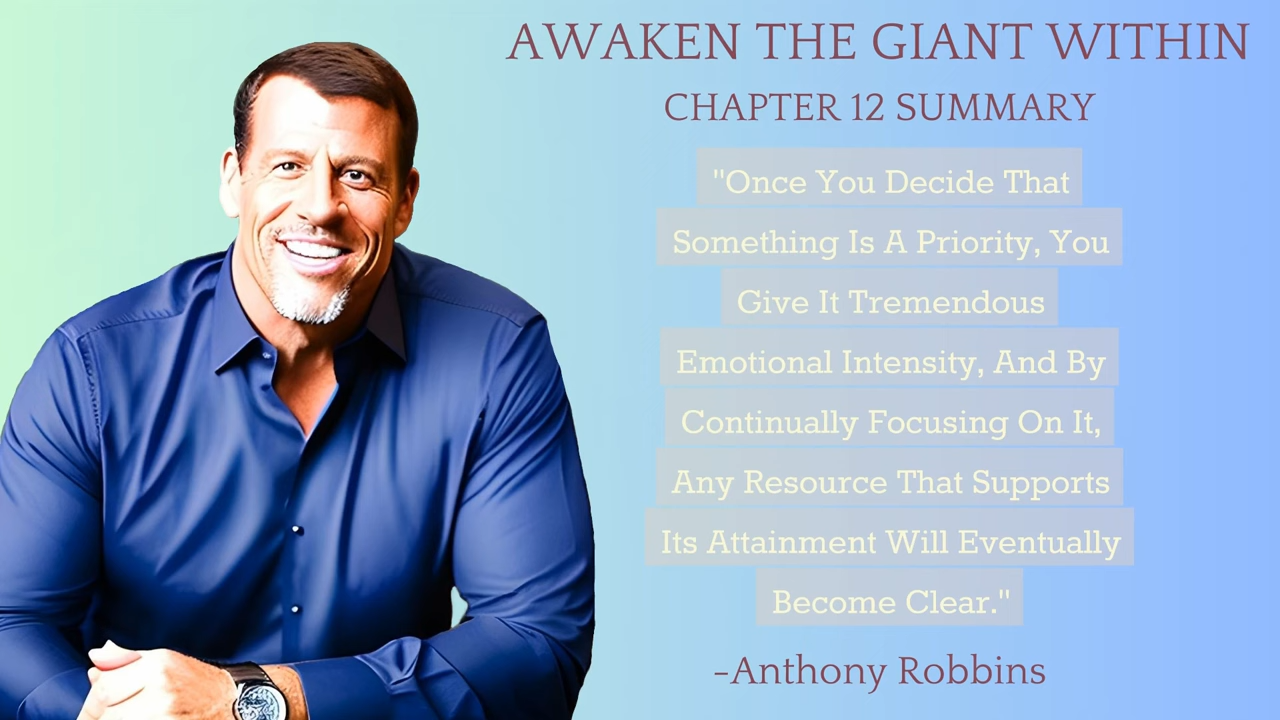 AWAKEN THE GIANT WITHIN
CHAPTER 12 SUMMARY
"Once You Decide That
Something Is A Priority, You
Give It Tremendous
Emotional Intensity, And By
Continually Focusing On It,
Any Resource That Supports
Its Attainment Will Eventually
Become Clear."
–Anthony Robbins